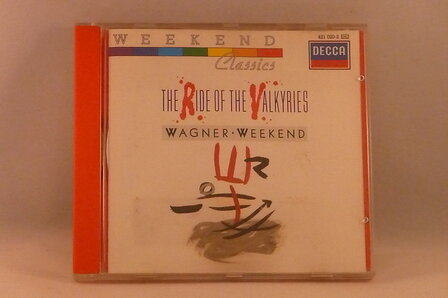 WEEKEND
Classics
DECCA
THE RIDE OF THE VALKYRIES
WAGNER·WEEKEND